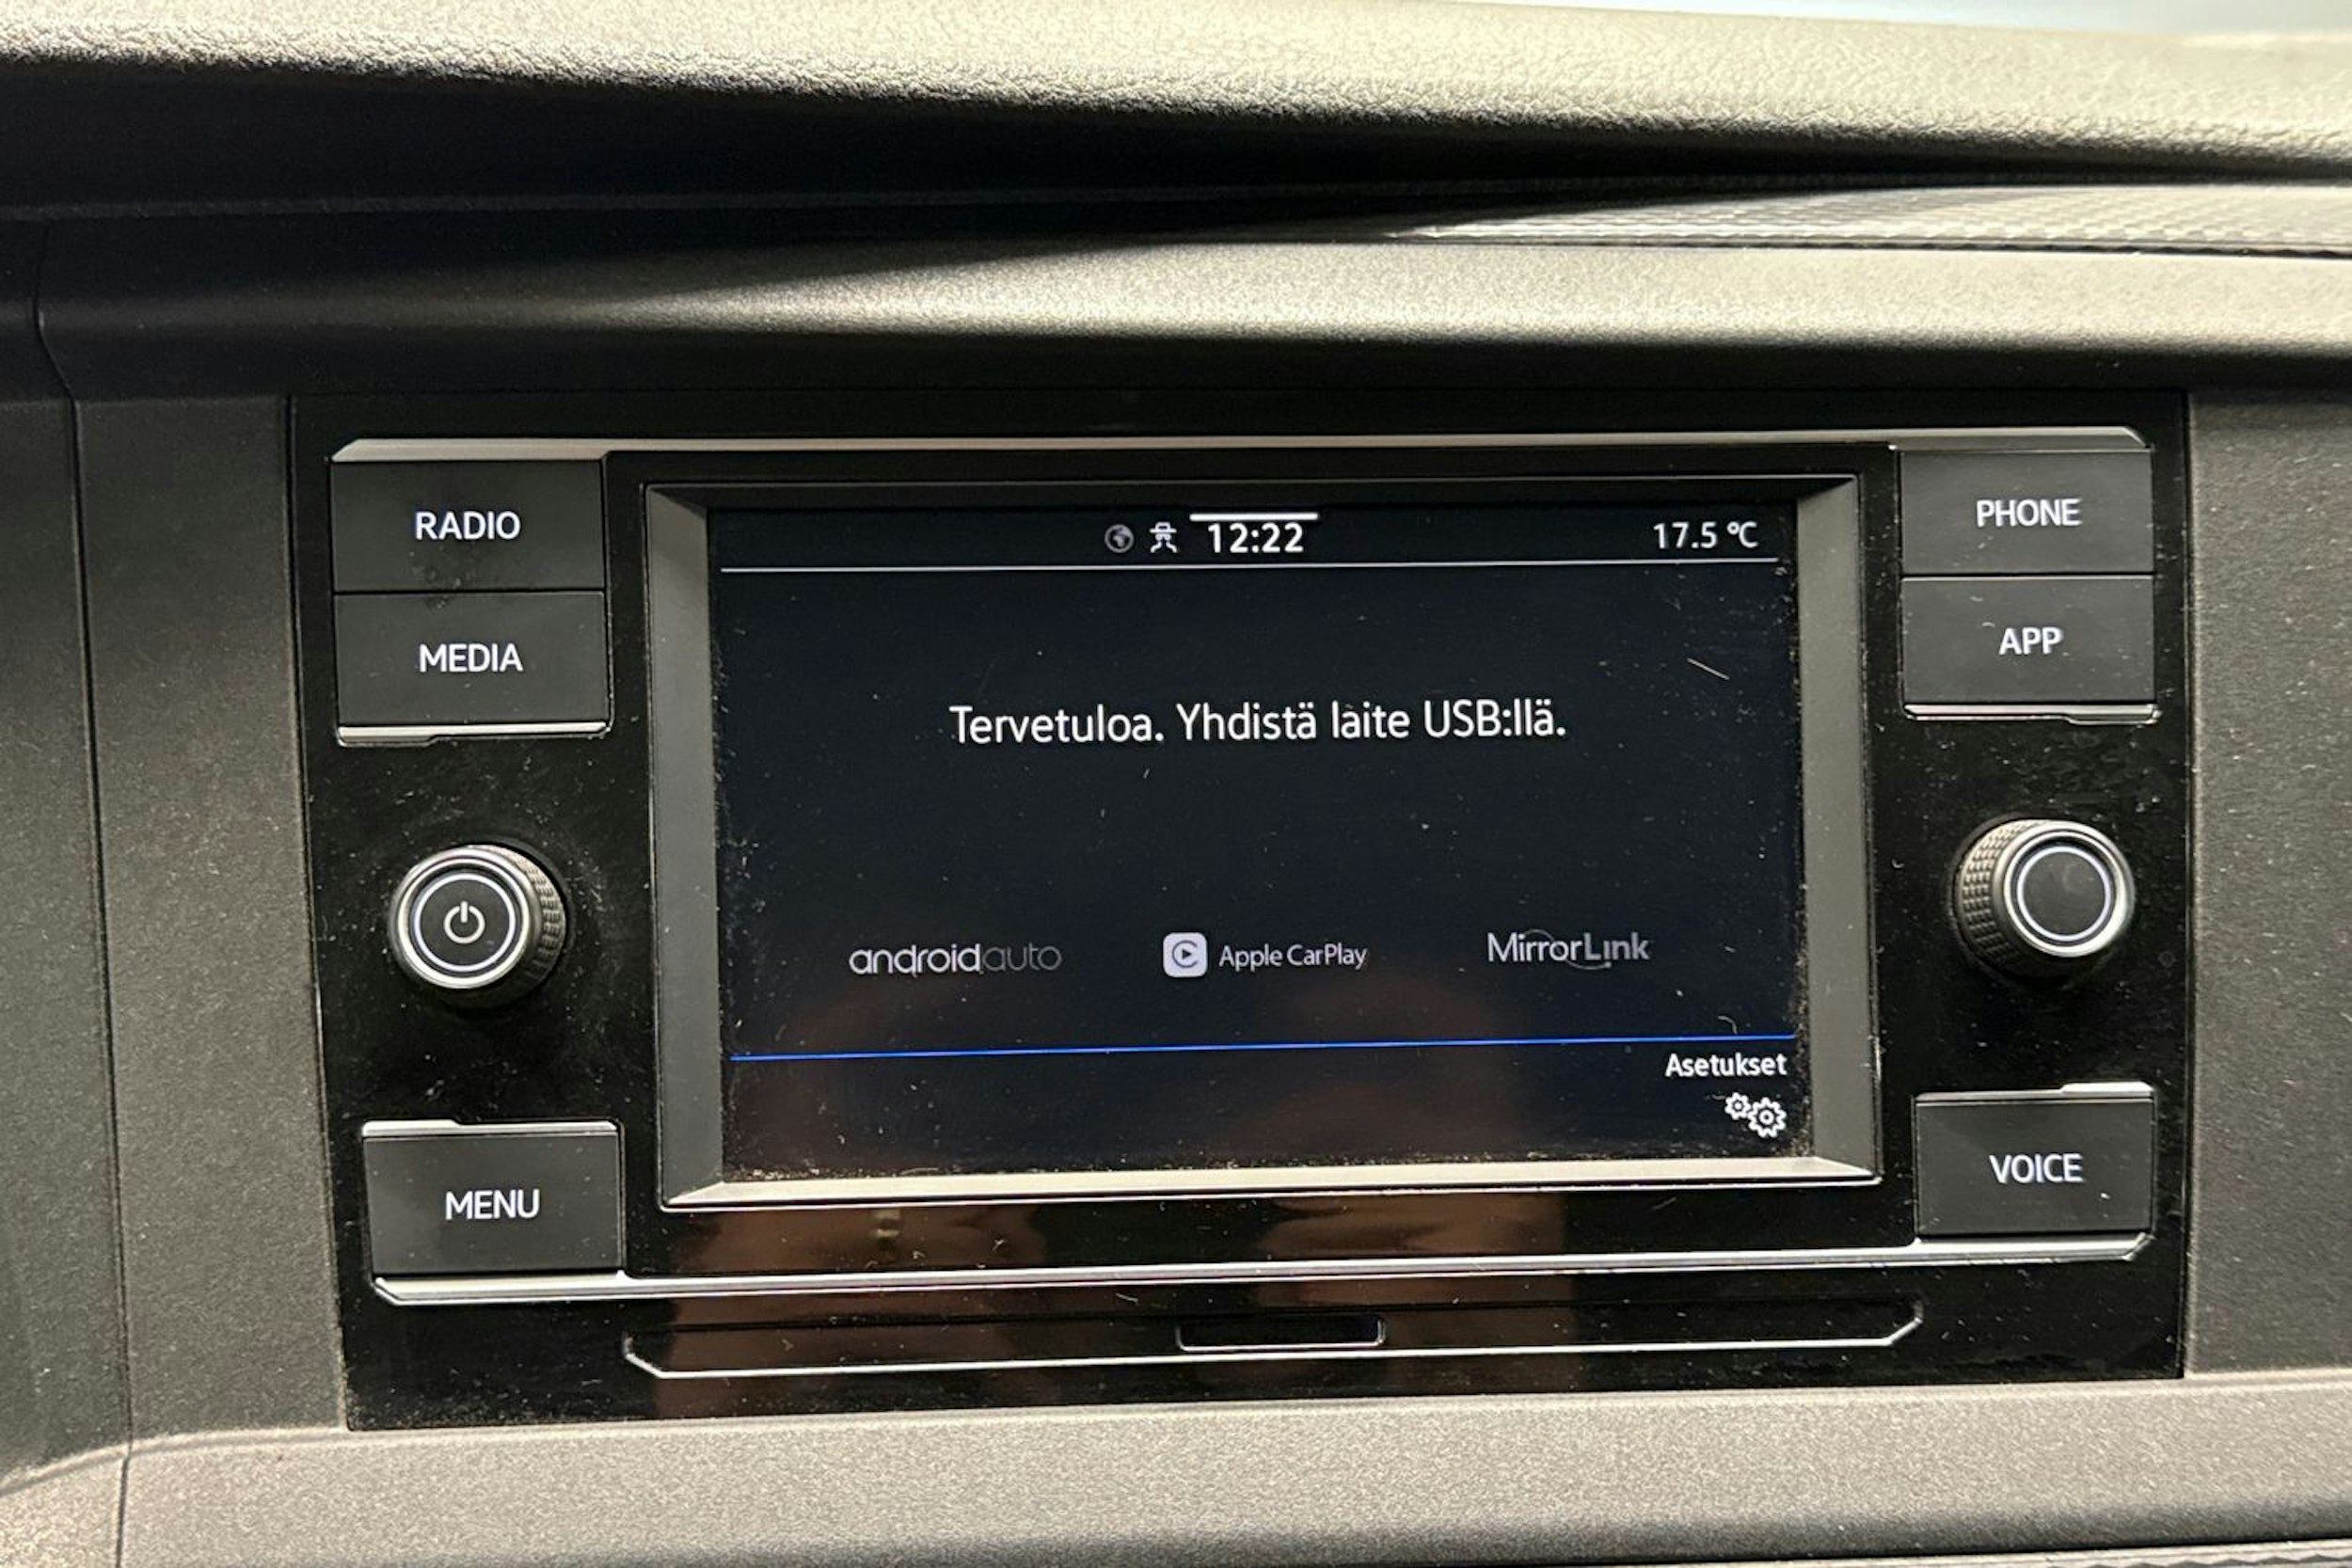 RADIO
MEDIA
MENU
12:22
17.5 °C
Tervetuloa. Yhdistä laite USB:llä.
androidauto
Apple CarPlay
MirrorLink
Asetukset
PHONE
APP
VOICE